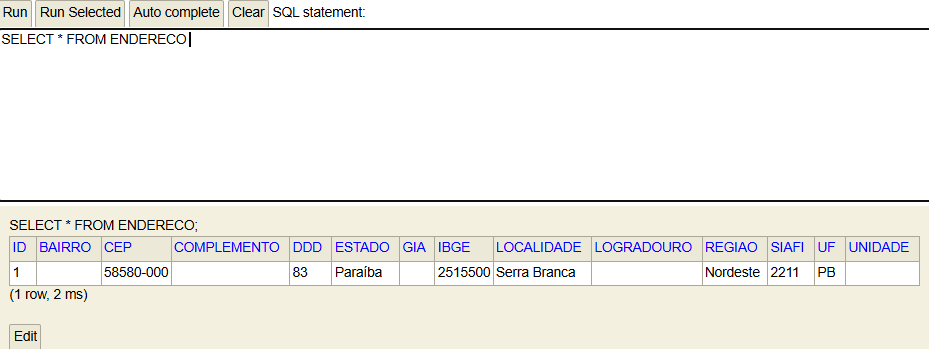 Run Run Selected Auto complete Clear SQL statement:
SELECT * FROM ENDERECO
SELECT * FROM ENDERECO;
ID BAIRRO CEP COMPLEMENTO DDD ESTADO GIA IBGE LOCALIDADE LOGRADOURO REGIAO SIAFI UF UNIDADE
1 58580-000 83 Paraíba 2515500 Serra Branca Nordeste 2211 PB
(1 row, 2 ms)
Edit